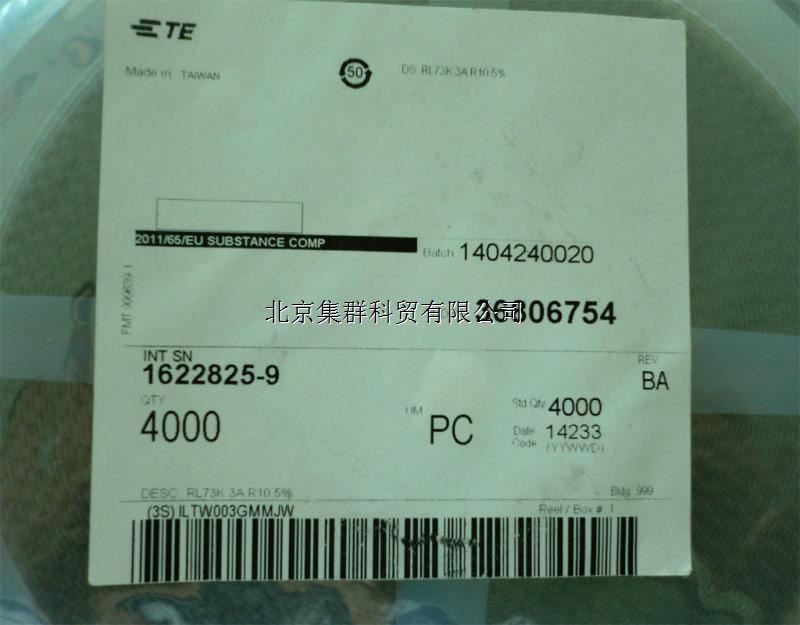 TE
Made in TAIWAN
50
DS: RL73K 3A R10 5%
2011/65/EU SUBSTANCE COMP
Batch 1404240020
FMT 999639.1
北京集群科贸有限公司
INT SN
1622825-9
REV
BA
QTY
4000
UM
PC
Std Qty 4000
Date Code 14233
(YYWWD)
DESC. RL73K 3A R10 5%
Bldg. 999
(3S) ILTW003GMMJW
Reel / Box # 1